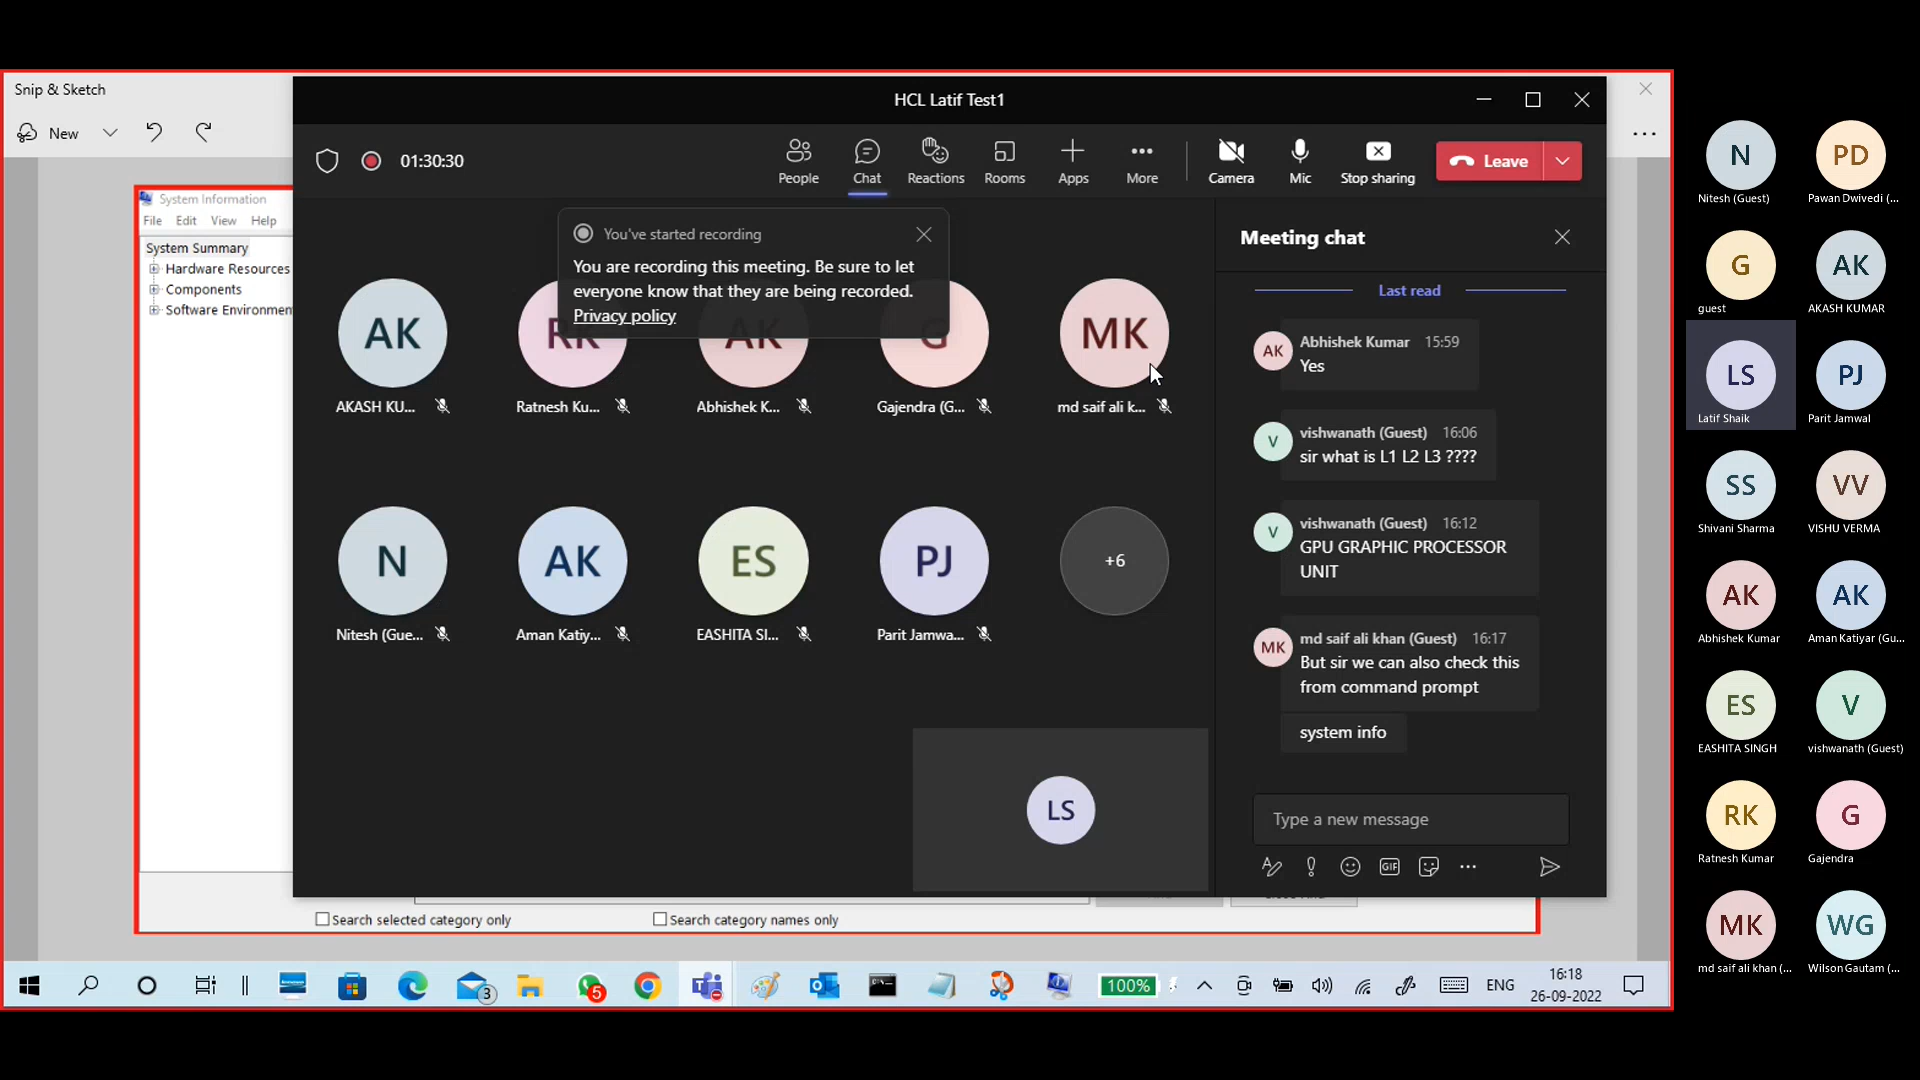 Snip & Sketch
New
System Information
File Edit View Help
System Summary
Hardware Resources
Components
Software Environmen
Search selected category only
Search category names only
HCL Latif Test1
01:30:30
People
Chat
Reactions
Rooms
Apps
More
Camera
Mic
Stop sharing
Leave
You've started recording
You are recording this meeting. Be sure to let
everyone know that they are being recorded.
Privacy policy
AK
RK
AK
G
MK
AKASH KU...
Ratnesh Ku...
Abhishek K...
Gajendra (G...
md saif ali k...
N
AK
ES
PJ
+6
Nitesh (Gue...
Aman Katiy...
EASHITA SI...
Parit Jamwa...
LS
Meeting chat
Last read
AK
Abhishek Kumar 15:59
Yes
V
vishwanath (Guest) 16:06
sir what is L1 L2 L3 ????
V
vishwanath (Guest) 16:12
GPU GRAPHIC PROCESSOR
UNIT
MK
md saif ali khan (Guest) 16:17
But sir we can also check this
from command prompt
system info
Type a new message
GIF
3
5
100%
ENG
16:18
26-09-2022
N
Nitesh (Guest)
PD
Pawan Dwivedi (...
G
guest
AK
AKASH KUMAR
LS
Latif Shaik
PJ
Parit Jamwal
SS
Shivani Sharma
VV
VISHU VERMA
AK
Abhishek Kumar
AK
Aman Katiyar (Gu...
ES
EASHITA SINGH
V
vishwanath (Guest)
RK
Ratnesh Kumar
G
Gajendra
MK
md saif ali khan (...
WG
Wilson Gautam (...